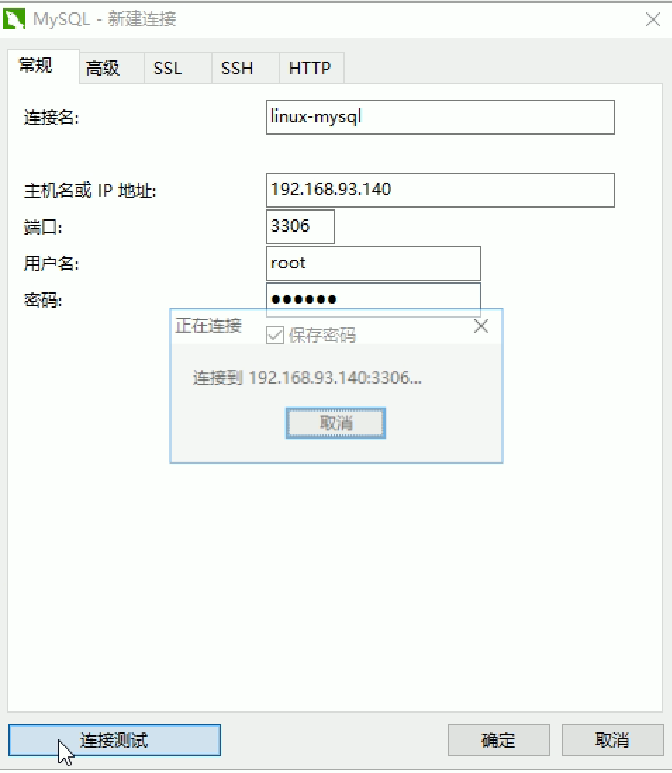 MySQL - 新建连接
常规 高级 SSL SSH HTTP
连接名: linux-mysql
主机名或 IP 地址: 192.168.93.140
端口: 3306
用户名: root
密码: ●●●●●●
正在连接
保存密码
连接到 192.168.93.140:3306...
取消
连接测试 确定 取消